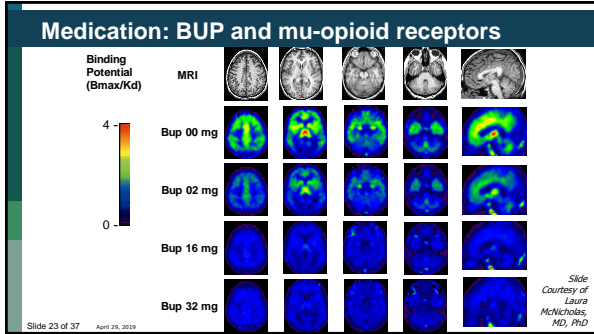 Medication: BUP and mu-opioid receptors
Binding
Potential
(Bmax/Kd)
MRI
4 -
0 -
Bup 00 mg
Bup 02 mg
Bup 16 mg
Bup 32 mg
Slide
Courtesy of
Laura
McNicholas,
MD, PhD
Slide 23 of 37
April 29, 2019